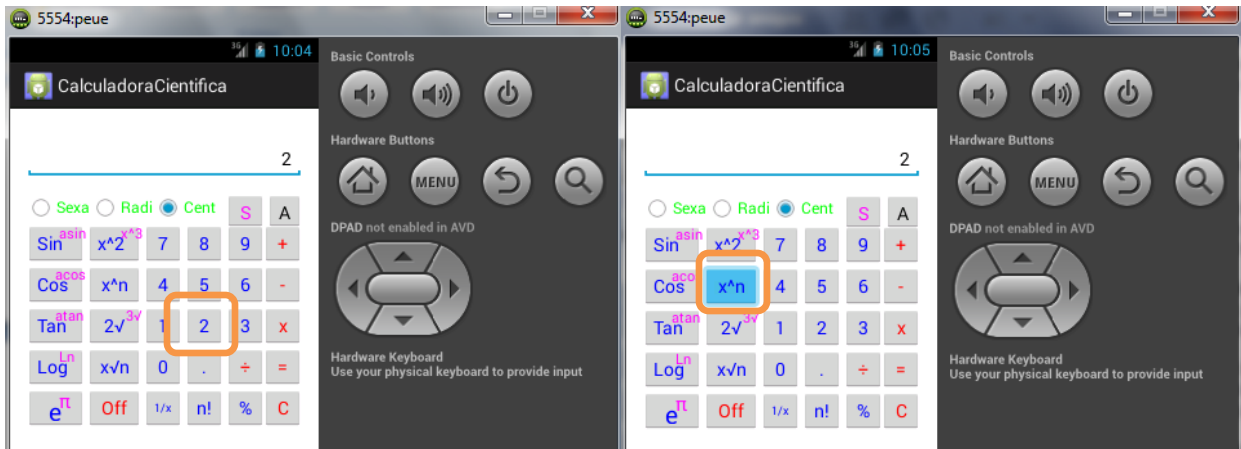 5554:peue
3G 10:04
CalculadoraCientifica
2
Sexa Radi Cent S A
Sin asin x^2 x^3 7 8 9 +
Cos acos x^n 4 5 6 -
Tan atan 2√ 3√ 1 2 3 x
Log Ln x√n 0 . ÷ =
e π Off 1/x n! % C
Basic Controls
Hardware Buttons
MENU
DPAD not enabled in AVD
Hardware Keyboard
Use your physical keyboard to provide input
5554:peue
3G 10:05
CalculadoraCientifica
2
Sexa Radi Cent S A
Sin asin x^2 x^3 7 8 9 +
Cos aco x^n 4 5 6 -
Tan atan 2√ 3√ 1 2 3 x
Log Ln x√n 0 . ÷ =
e π Off 1/x n! % C
Basic Controls
Hardware Buttons
MENU
DPAD not enabled in AVD
Hardware Keyboard
Use your physical keyboard to provide input